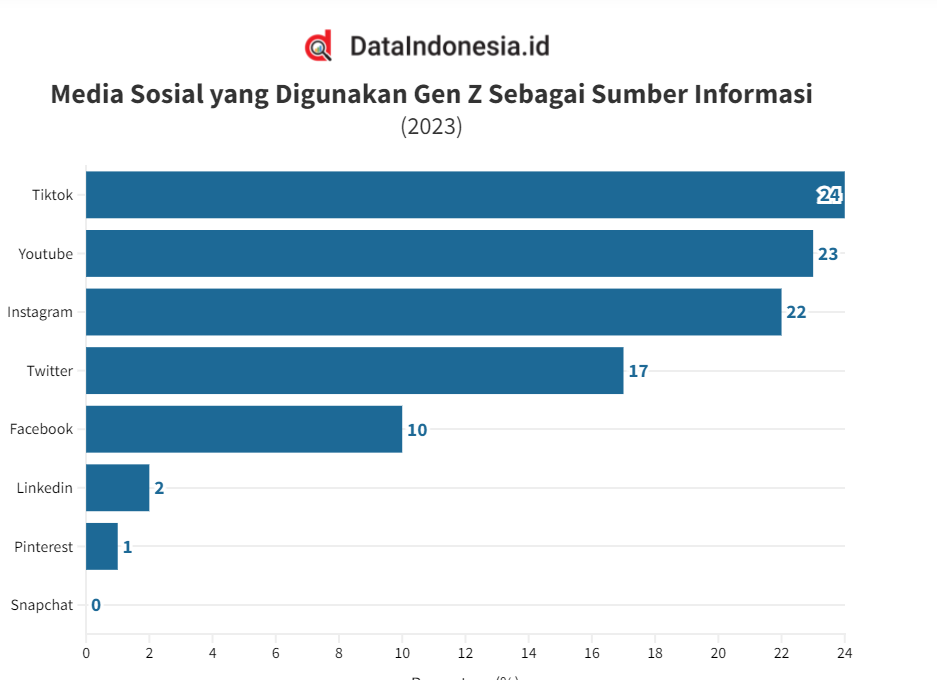 DataIndonesia.id
Media Sosial yang Digunakan Gen Z Sebagai Sumber Informasi
(2023)
Tiktok 24
Youtube 23
Instagram 22
Twitter 17
Facebook 10
Linkedin 2
Pinterest 1
Snapchat 0
0 2 4 6 8 10 12 14 16 18 20 22 24